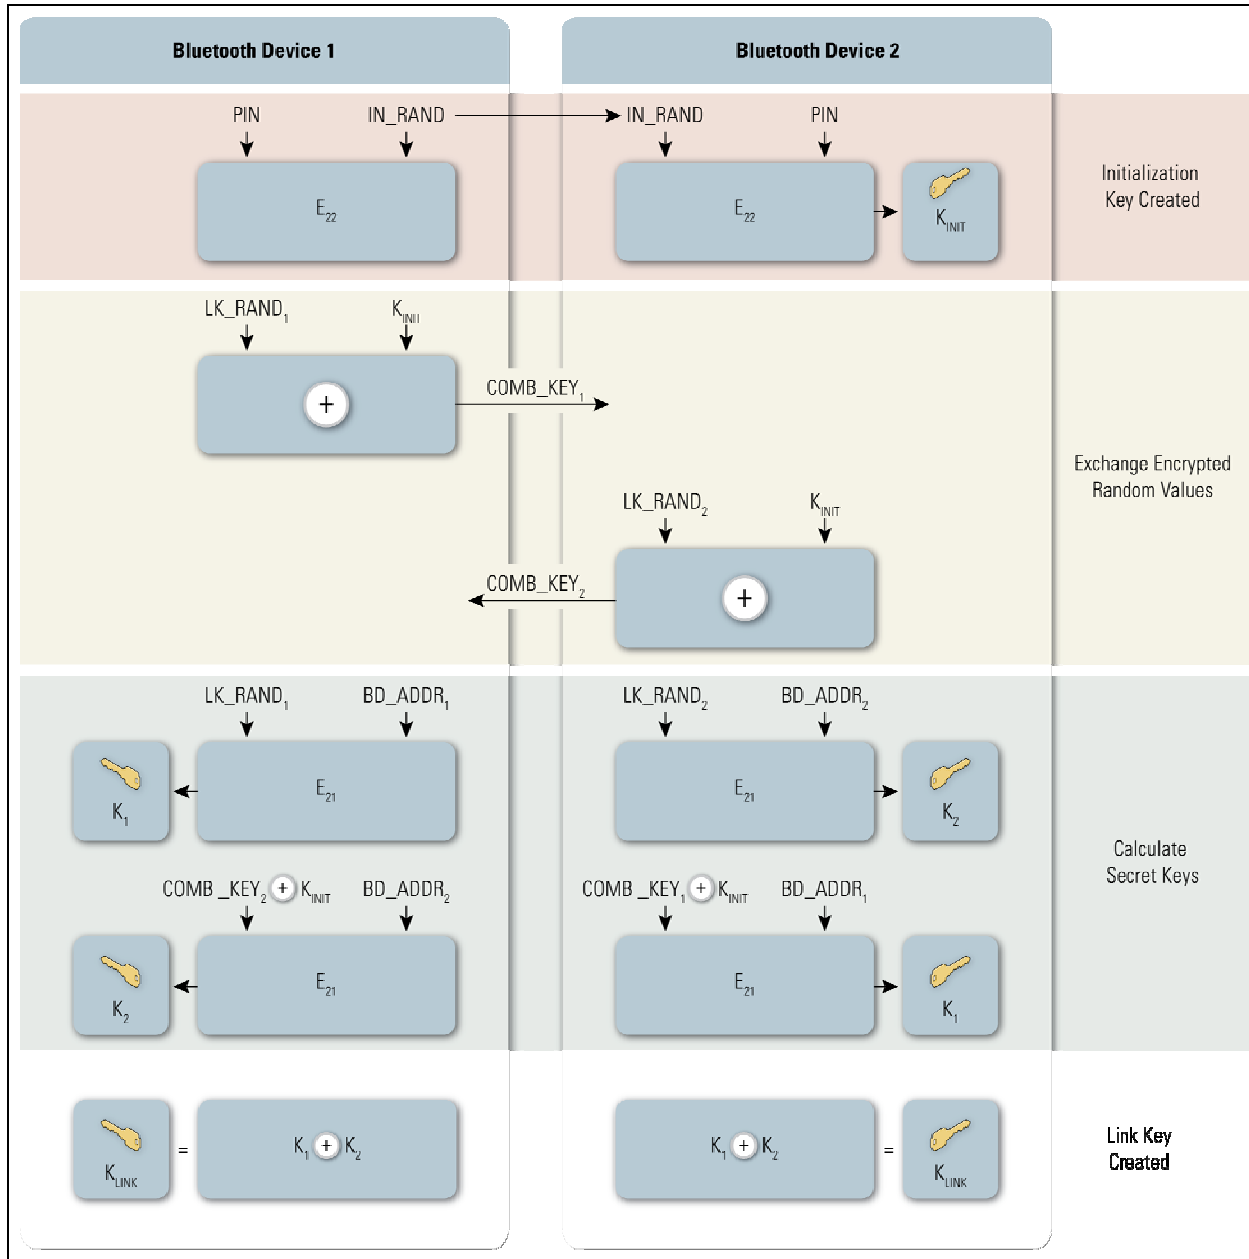 Bluetooth Device 1
Bluetooth Device 2
PIN IN_RAND IN_RAND PIN
E22 E22 KINIT
Initialization
Key Created
LK_RAND1 KINIT
+
COMB_KEY1
Exchange Encrypted
Random Values
LK_RAND2 KINIT
COMB_KEY2
+
LK_RAND1 BD_ADDR1 LK_RAND2 BD_ADDR2
K1 E21 E21 K2
Calculate
Secret Keys
COMB_KEY2 + KINIT BD_ADDR2 COMB_KEY1 + KINIT BD_ADDR1
K2 E21 E21 K1
KLINK = K1 + K2 K1 + K2 = KLINK
Link Key
Created